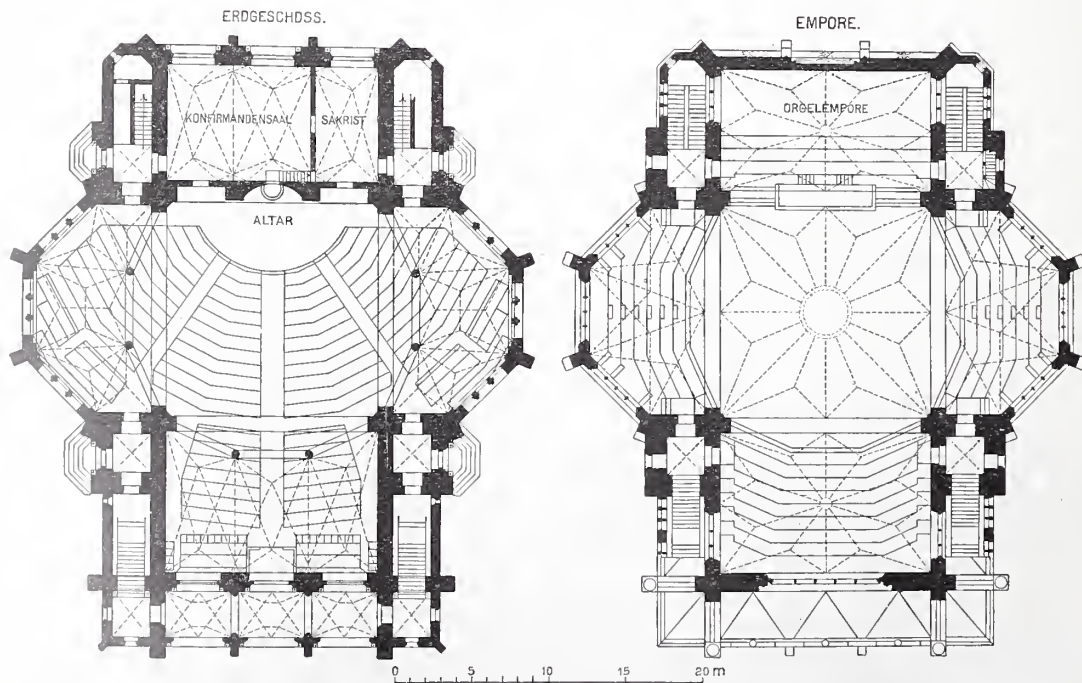 ERDGESCHOSS.
KONFIRMANDENSAAL
SAKRIST
ALTAR
EMPORE.
ORGELEMPORE
0 5 10 15 20 m